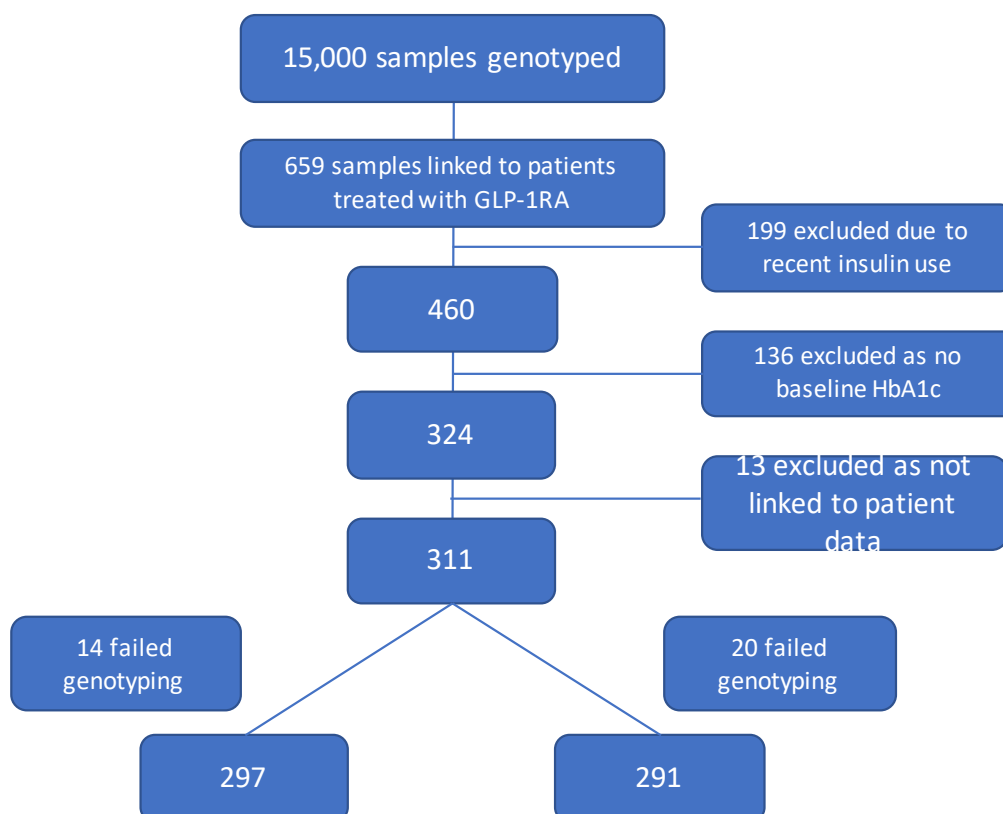 15,000 samples genotyped
659 samples linked to patients
treated with GLP-1RA
199 excluded due to
recent insulin use
460
136 excluded as no
baseline HbA1c
324
13 excluded as not
linked to patient
data
311
14 failed
genotyping
20 failed
genotyping
297
291